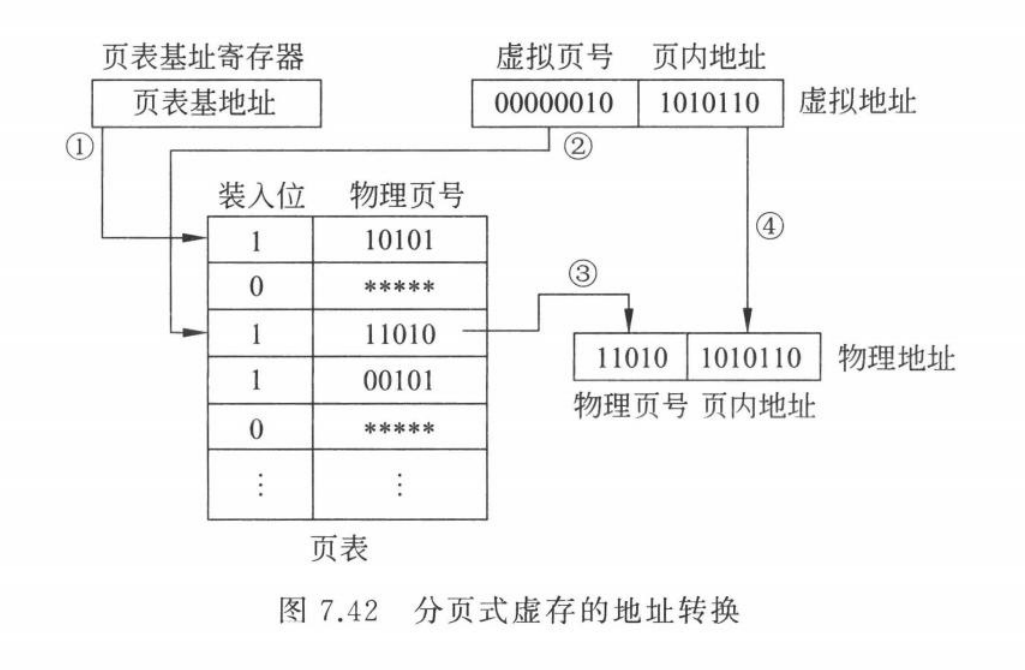 页表基址寄存器
虚拟页号 页内地址
页表基地址
00000010 1010110 虚拟地址
① ②
装入位 物理页号
④
1 10101
0 *****
③
1 11010
11010 1010110 物理地址
1 00101
物理页号 页内地址
0 *****
⋮ ⋮
页表
图 7.42 分页式虚存的地址转换